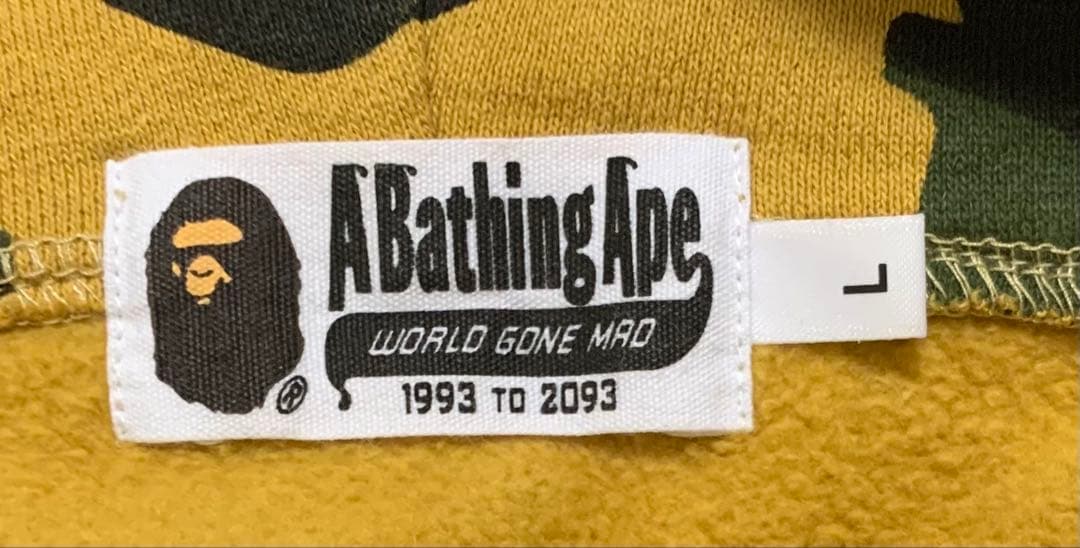 A Bathing Ape
WORLD GONE MAD
1993 TO 2093
®
L